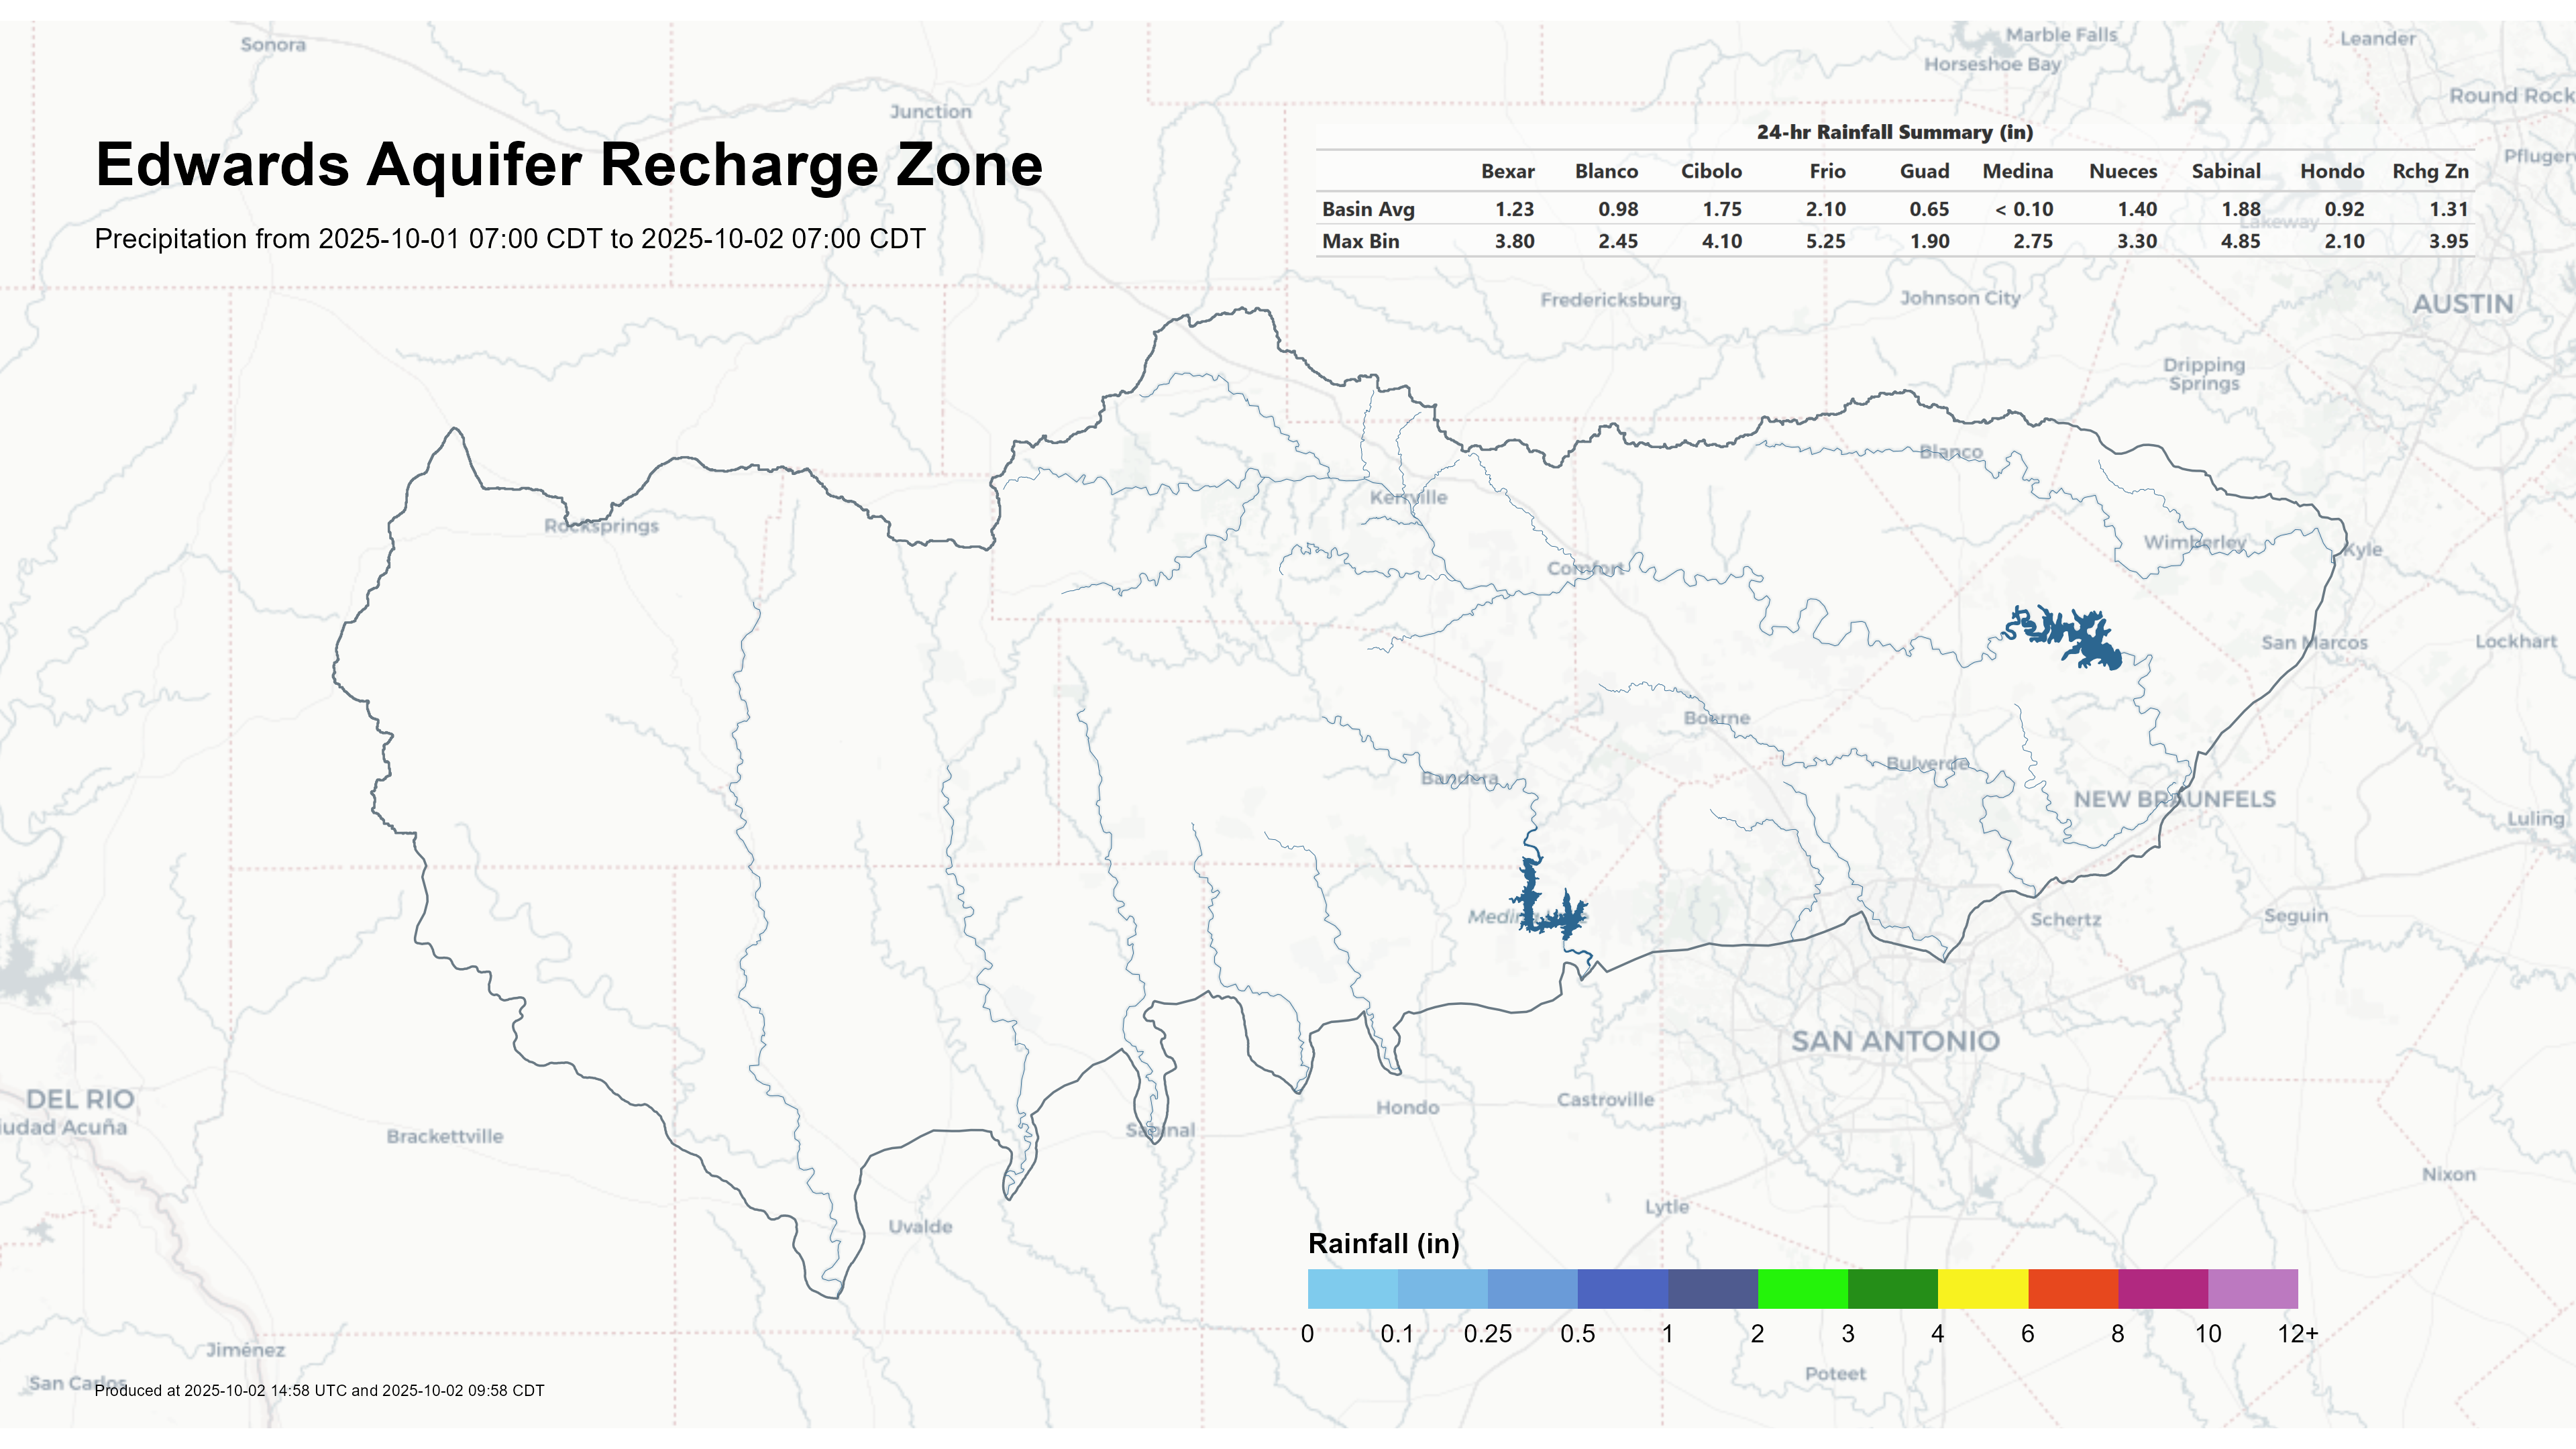 Sonora
Marble Falls
Leander
Horseshoe Bay
Round Rock
Junction
Edwards Aquifer Recharge Zone
Precipitation from 2025-10-01 07:00 CDT to 2025-10-02 07:00 CDT
24-hr Rainfall Summary (in)
Bexar Blanco Cibolo Frio Guad Medina Nueces Sabinal Hondo Rchg Zn
Basin Avg 1.23 0.98 1.75 2.10 0.65 < 0.10 1.40 1.88 0.92 1.31
Max Bin 3.80 2.45 4.10 5.25 1.90 2.75 3.30 4.85 2.10 3.95
Pfluger
Lakeway
Fredericksburg
Johnson City
AUSTIN
Dripping
Springs
Blanco
Kerrville
Rocksprings
Wimberley
Kyle
Comfort
San Marcos
Lockhart
Boerne
Bandera
Bulverde
NEW BRAUNFELS
Luling
Medina Lake
Schertz
Seguin
SAN ANTONIO
DEL RIO
iudad Acuña
Brackettville
Sabinal
Hondo
Castroville
Nixon
Uvalde
Lytle
Rainfall (in)
0 0.1 0.25 0.5 1 2 3 4 6 8 10 12+
Jiménez
Poteet
San Carlos
Produced at 2025-10-02 14:58 UTC and 2025-10-02 09:58 CDT